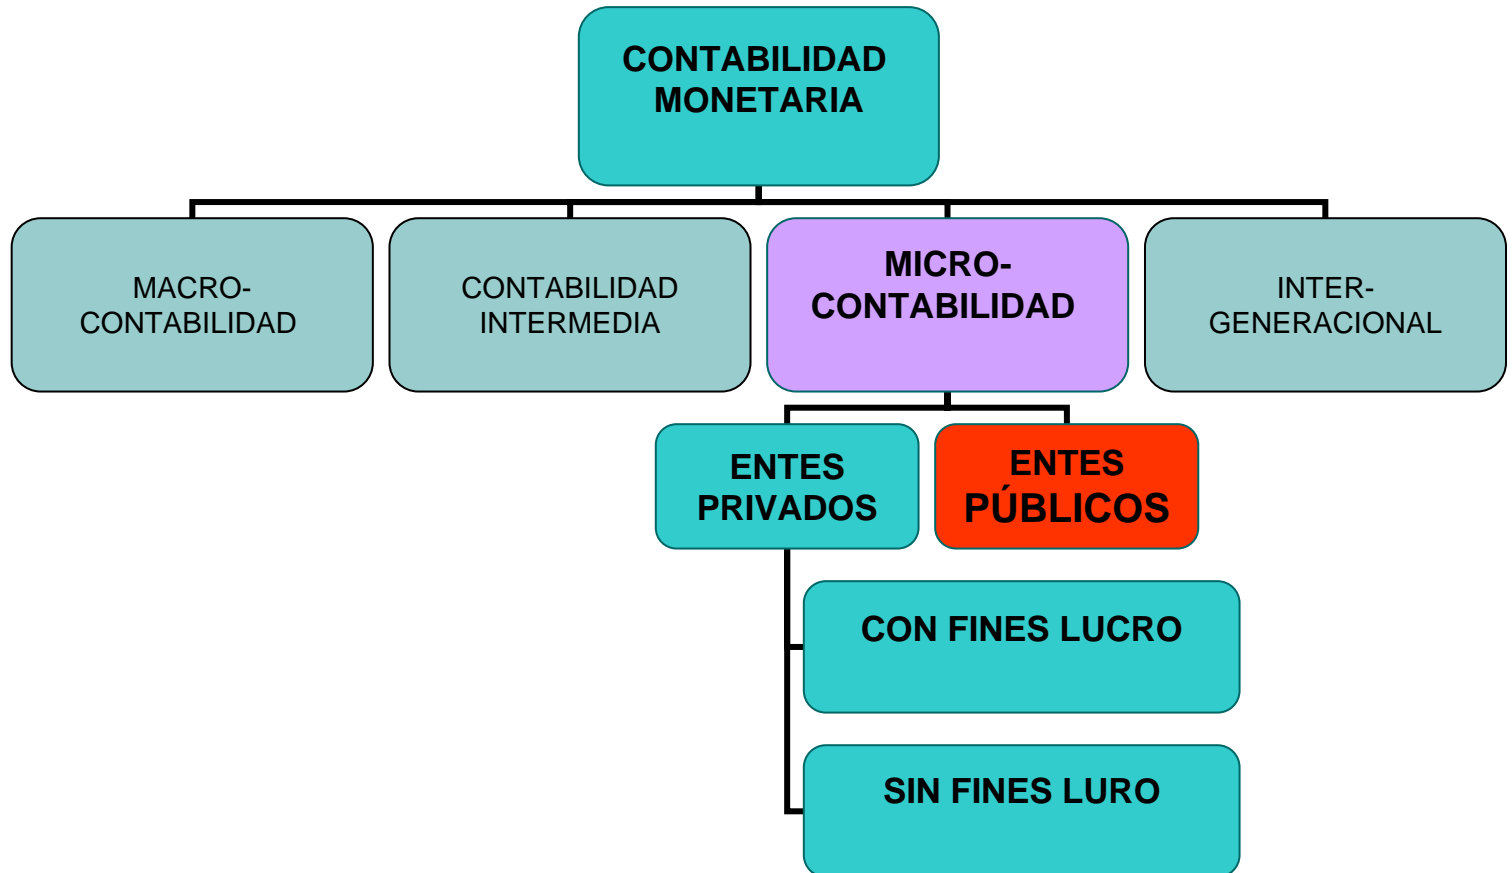 CONTABILIDAD
MONETARIA
MACRO-
CONTABILIDAD
CONTABILIDAD
INTERMEDIA
MICRO-
CONTABILIDAD
INTER-
GENERACIONAL
ENTES
PRIVADOS
ENTES
PÚBLICOS
CON FINES LUCRO
SIN FINES LURO